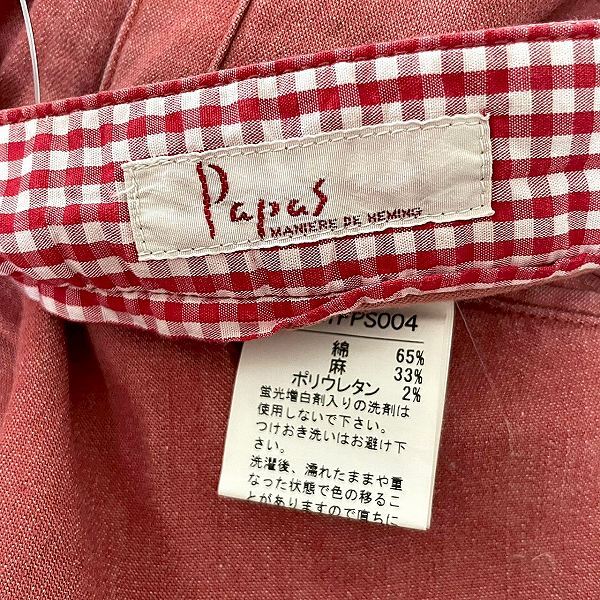 Papas
MANIERE DE HEMING
FPS004
綿 65%
麻 33%
ポリウレタン 2%
蛍光増白剤入りの洗剤は
使用しないで下さい。
つけおき洗いはお避け下
さい。
洗濯後、濡れたままや重
なった状態で色の移るこ
とがありますので直ちに